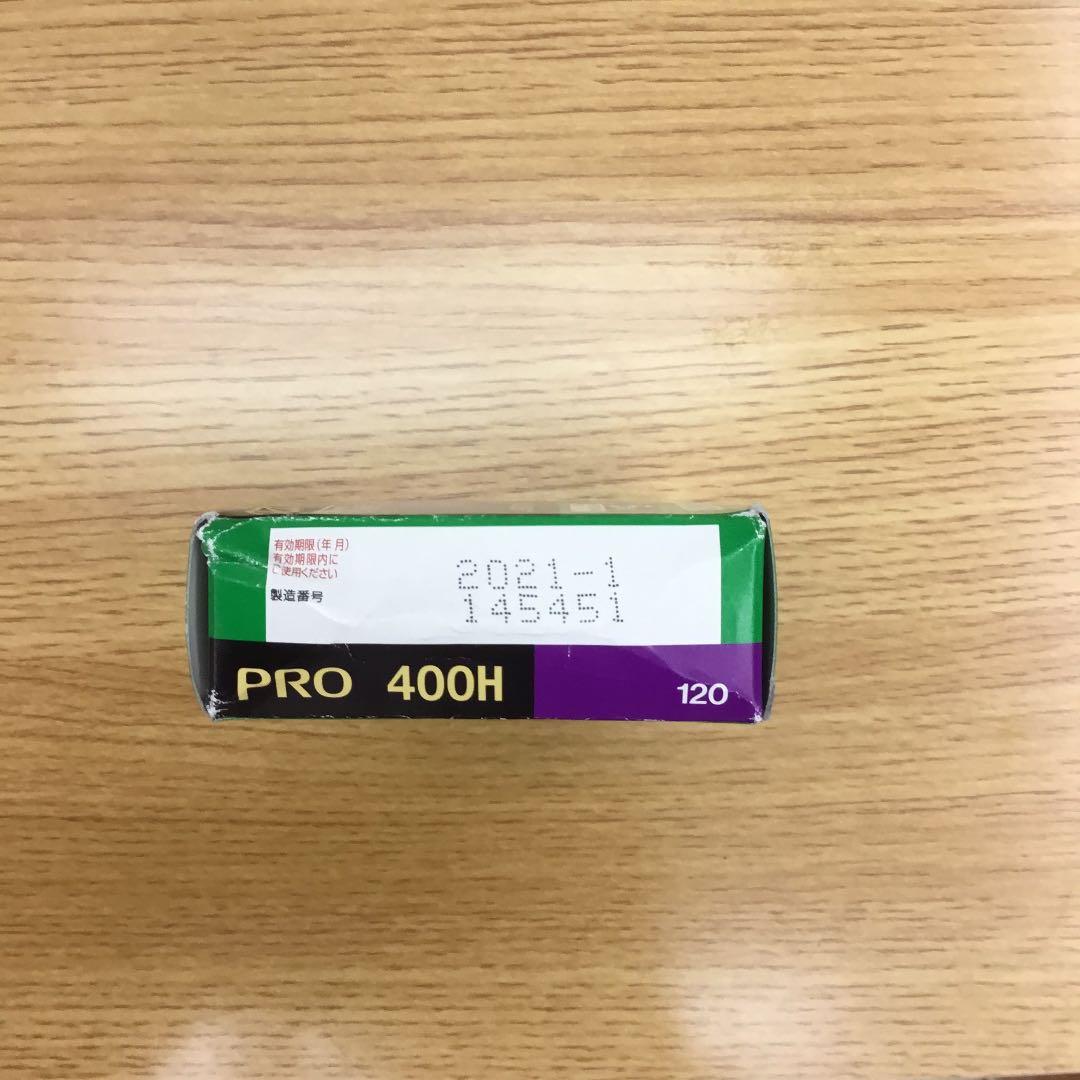 有効期限(年 月)
有効期限内に
ご使用ください
製造番号
2021-1
145451
PRO 400H
120